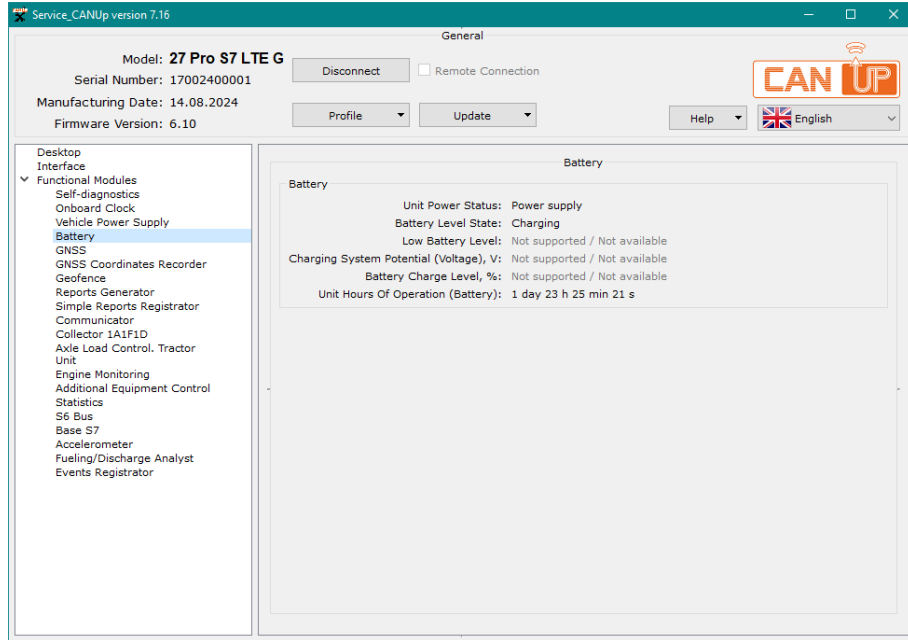 Service_CANUp version 7.16
General
Model: 27 Pro S7 LTE G
Serial Number: 17002400001
Manufacturing Date: 14.08.2024
Firmware Version: 6.10
Disconnect
Remote Connection
Profile
Update
CAN UP
Help
English
Desktop
Interface
Functional Modules
Self-diagnostics
Onboard Clock
Vehicle Power Supply
Battery
GNSS
GNSS Coordinates Recorder
Geofence
Reports Generator
Simple Reports Registrator
Communicator
Collector 1A1F1D
Axle Load Control. Tractor
Unit
Engine Monitoring
Additional Equipment Control
Statistics
S6 Bus
Base S7
Accelerometer
Fueling/Discharge Analyst
Events Registrator
Battery
Battery
Unit Power Status: Power supply
Battery Level State: Charging
Low Battery Level: Not supported / Not available
Charging System Potential (Voltage), V: Not supported / Not available
Battery Charge Level, %: Not supported / Not available
Unit Hours Of Operation (Battery): 1 day 23 h 25 min 21 s